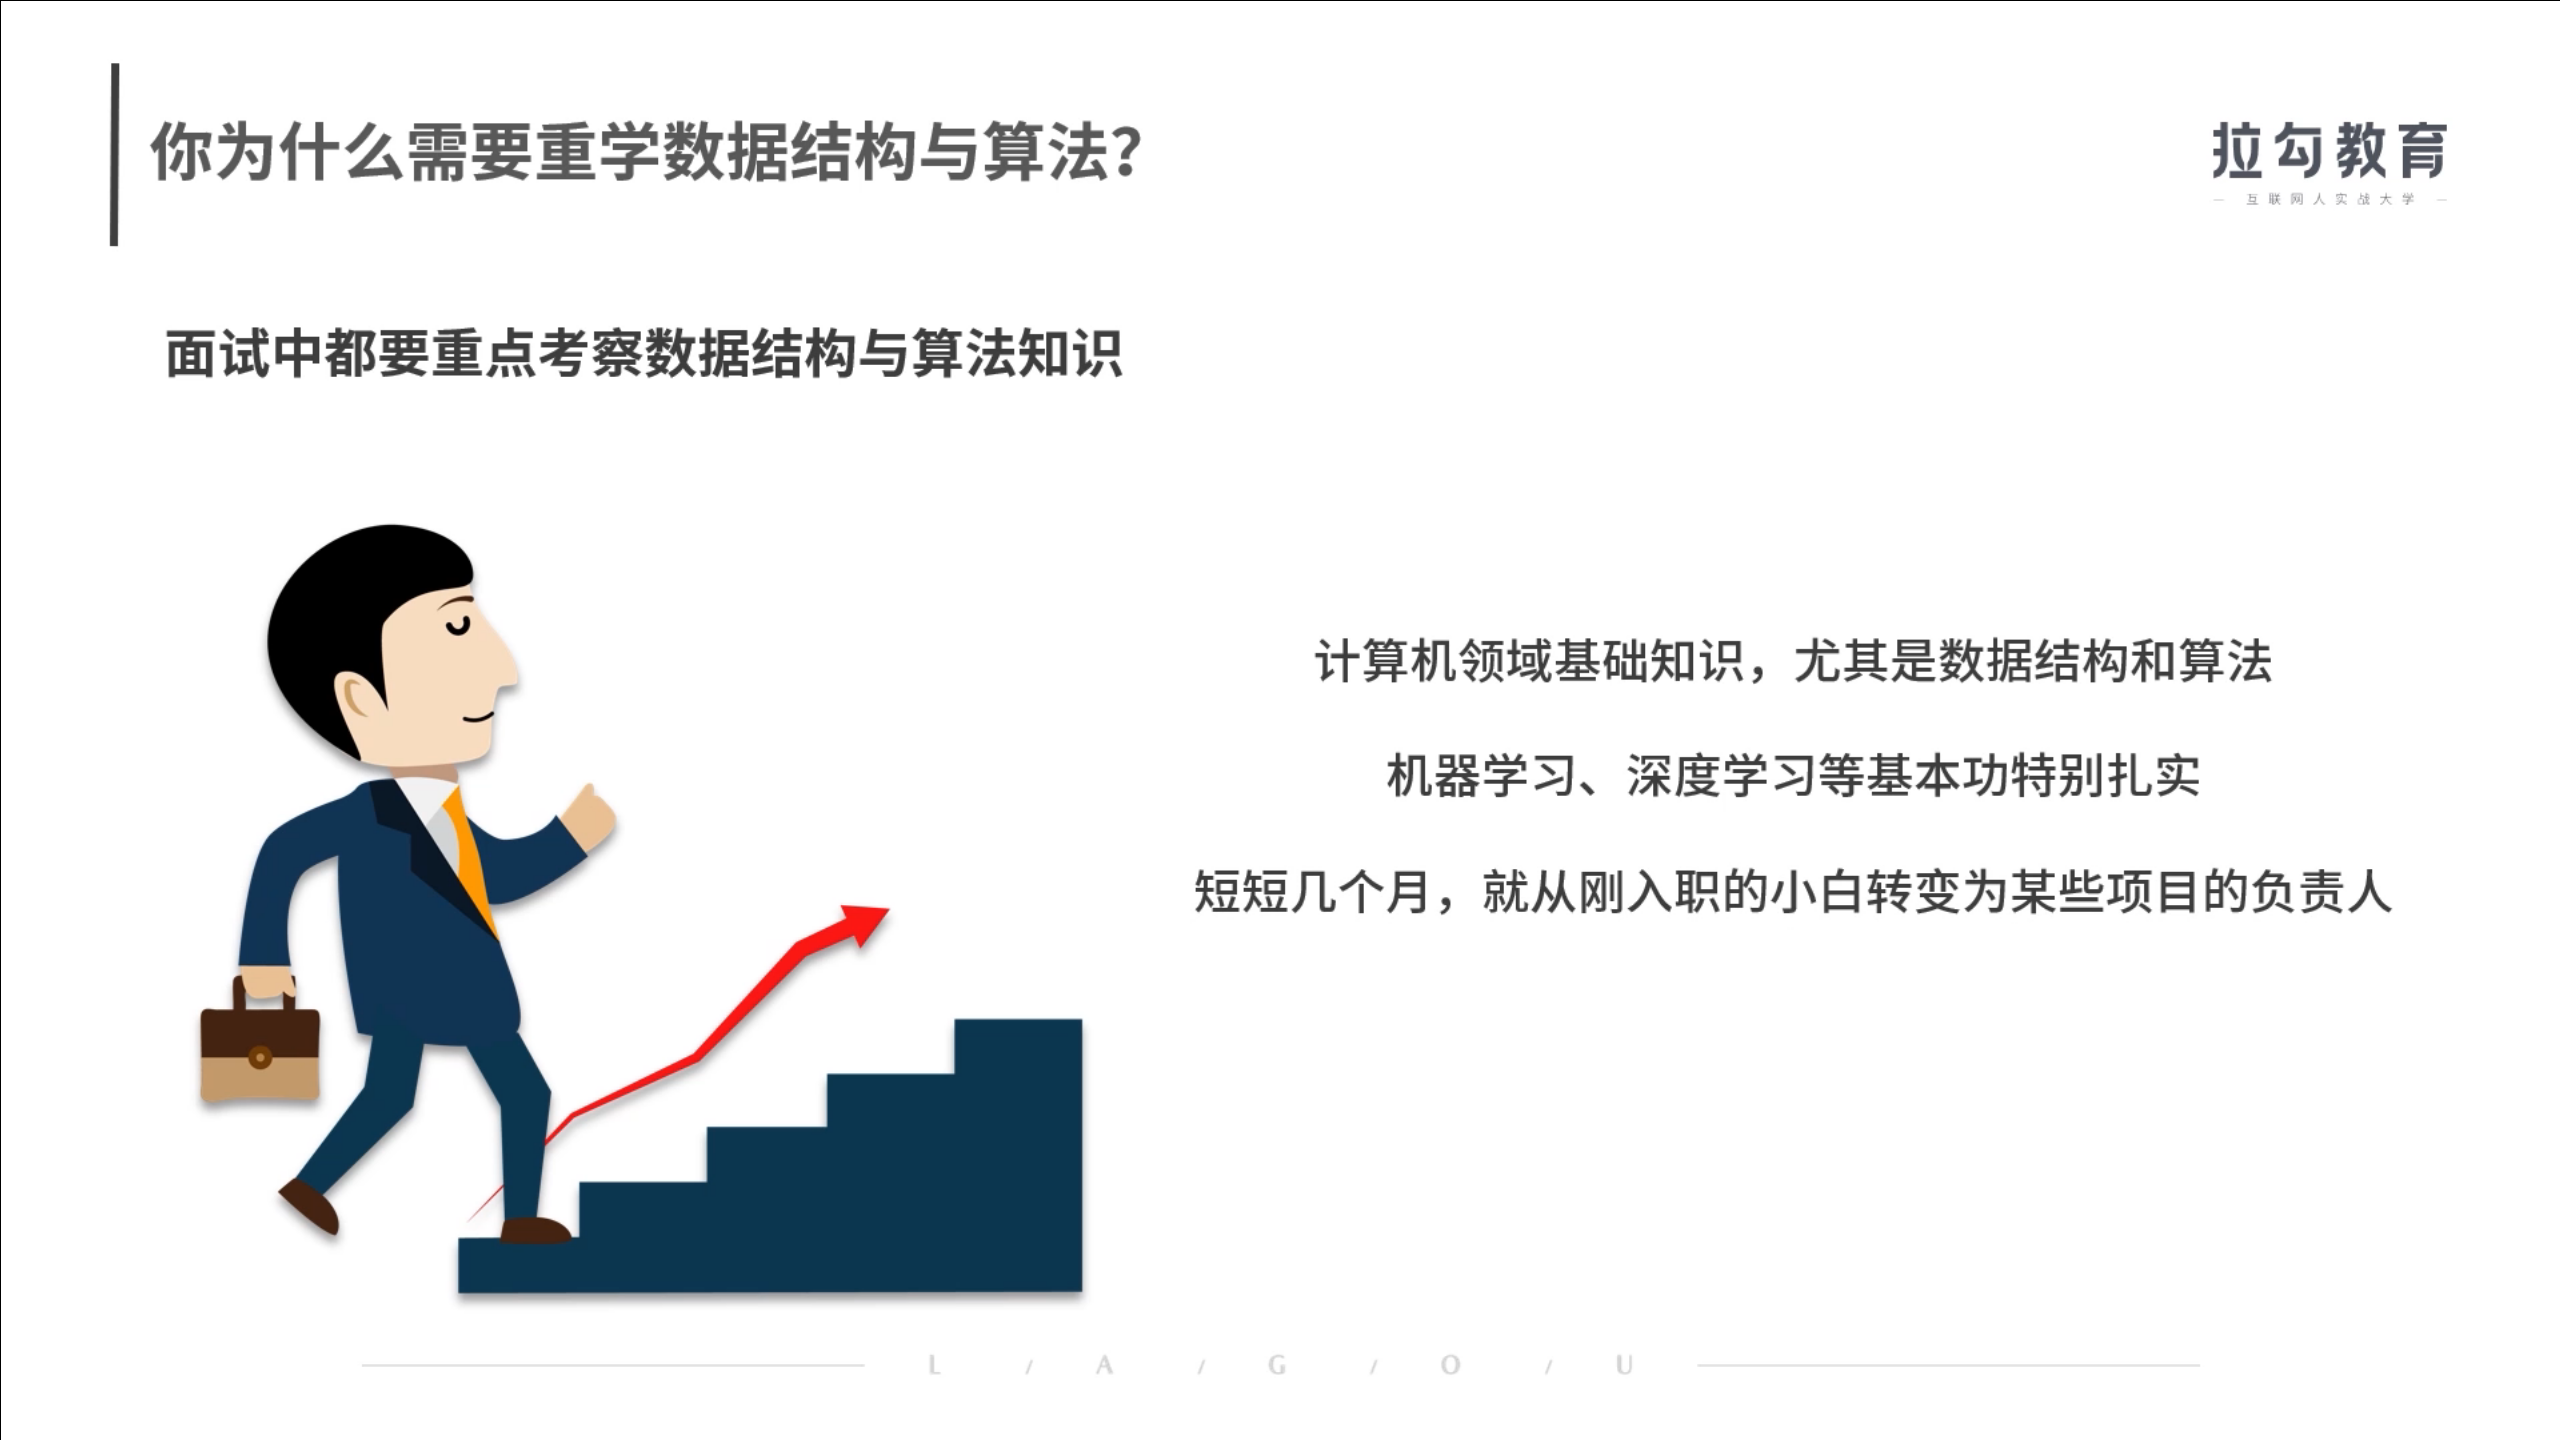 你为什么需要重学数据结构与算法？
拉勾教育
— 互联网人实战大学 —
面试中都要重点考察数据结构与算法知识
计算机领域基础知识，尤其是数据结构和算法
机器学习、深度学习等基本功特别扎实
短短几个月，就从刚入职的小白转变为某些项目的负责人
L / A / G / O / U